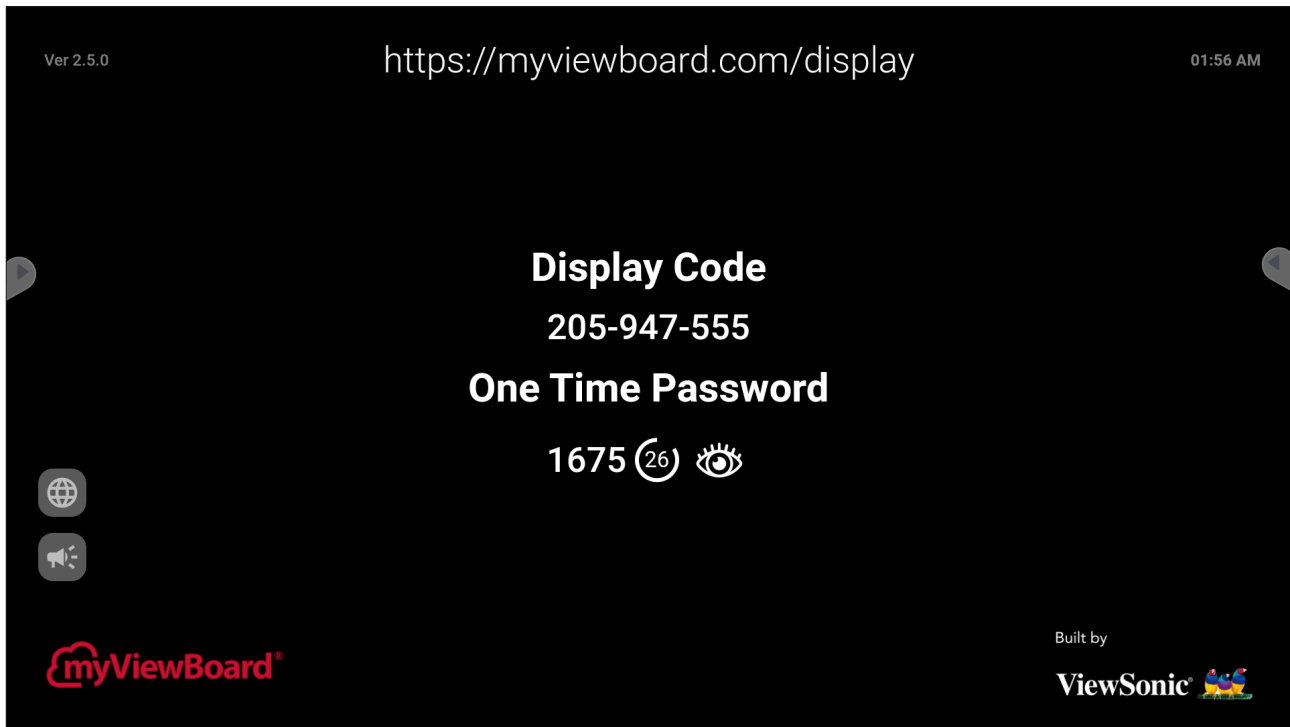 Ver 2.5.0
https://myviewboard.com/display
01:56 AM
Display Code
205-947-555
One Time Password
1675 26
myViewBoard®
Built by
ViewSonic®